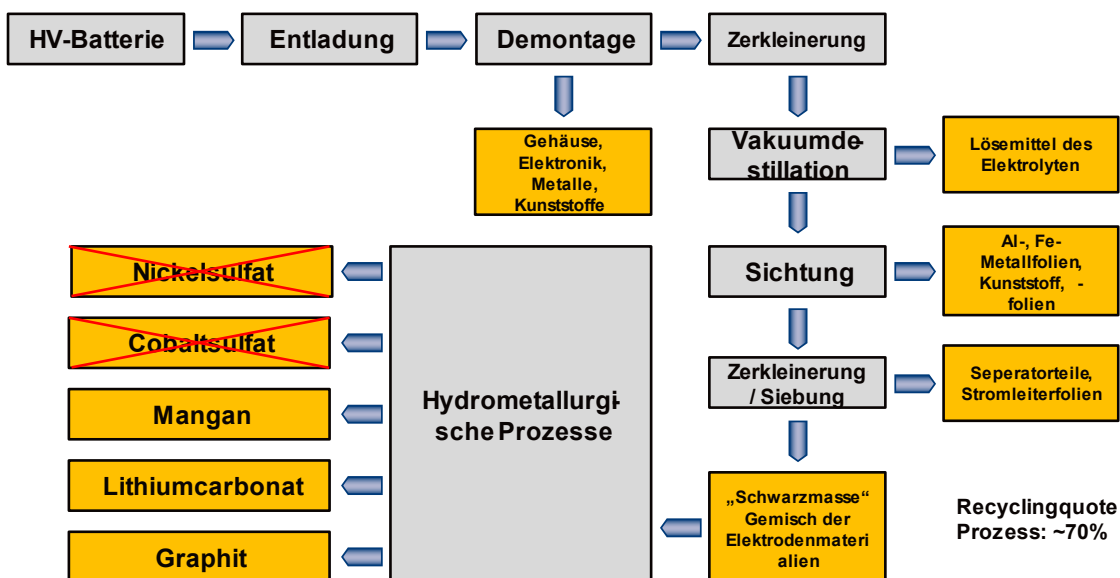 HV-Batterie
Entladung
Demontage
Zerkleinerung
Gehäuse,
Elektronik,
Metalle,
Kunststoffe
Vakuumde-
stillation
Lösemittel des
Elektrolyten
Sichtung
Al-, Fe-
Metallfolien,
Kunststoff, -
folien
Zerkleinerung
/ Siebung
Seperatorteile,
Stromleiterfolien
„Schwarzmasse“
Gemisch der
Elektrodenmateri
alien
Hydrometallurgi-
sche Prozesse
Nickelsulfat
Cobaltsulfat
Mangan
Lithiumcarbonat
Graphit
Recyclingquote
Prozess: ~70%